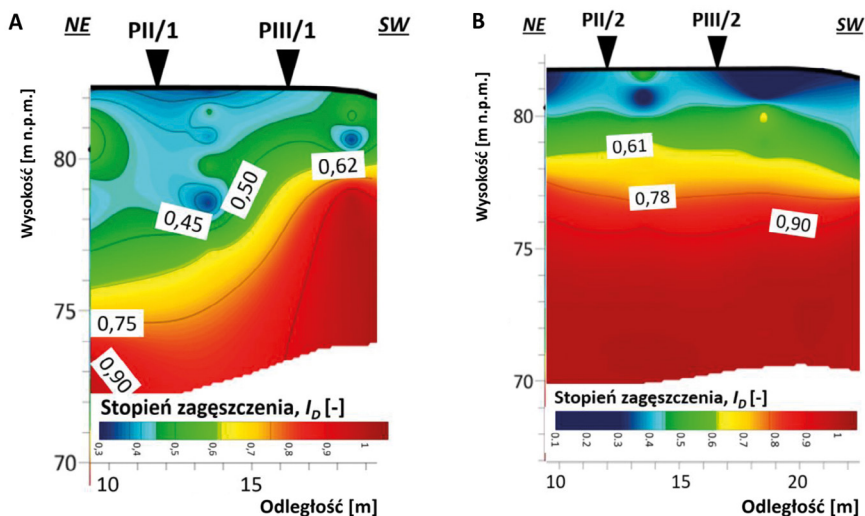 A
NE PII/1 PIII/1 SW
Wysokość [m n.p.m.]
80
75
70
0,62
0,50
0,45
0,75
0,90
Stopień zagęszczenia, I_D [-]
0,3 0,4 0,5 0,6 0,7 0,8 0,9 1
10 15
Odległość [m]
B
NE PII/2 PIII/2 SW
Wysokość [m n.p.m.]
80
75
70
0,61
0,78
0,90
Stopień zagęszczenia, I_D [-]
0.1 0.2 0.3 0.4 0.5 0.6 0.7 0.8 0.9 1
10 15 20
Odległość [m]